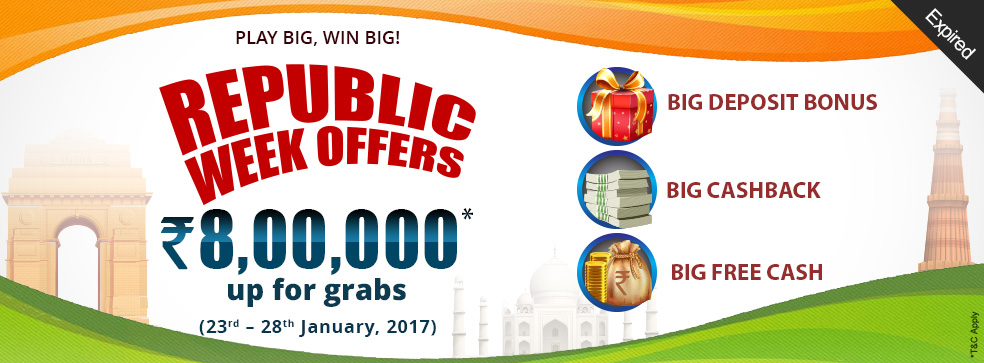 PLAY BIG, WIN BIG!
REPUBLIC
WEEK OFFERS
₹8,00,000*
up for grabs
(23rd – 28th January, 2017)
BIG DEPOSIT BONUS
BIG CASHBACK
₹
BIG FREE CASH
Expired
*T&C Apply